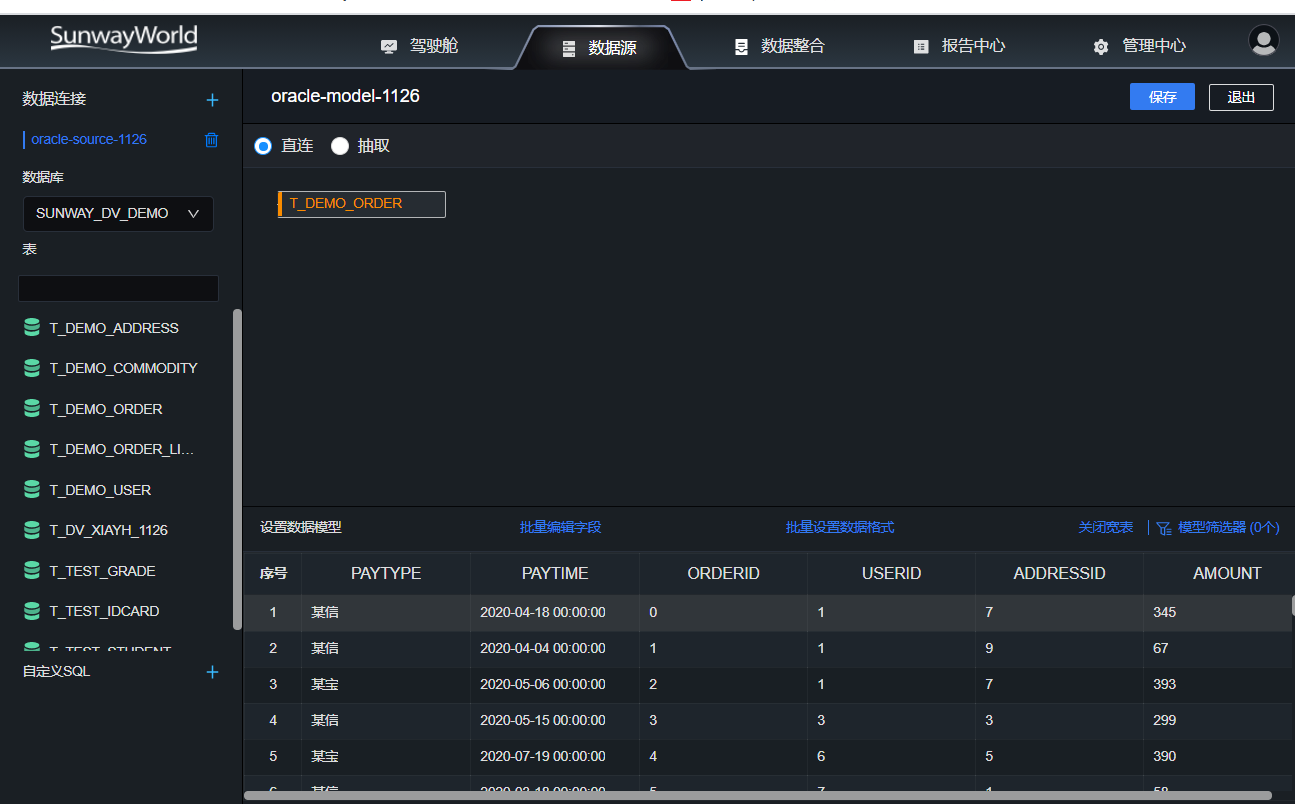 SunwayWorld
驾驶舱
数据源
数据整合
报告中心
管理中心
数据连接
oracle-source-1126
数据库
SUNWAY_DV_DEMO
表
T_DEMO_ADDRESS
T_DEMO_COMMODITY
T_DEMO_ORDER
T_DEMO_ORDER_LI...
T_DEMO_USER
T_DV_XIAYH_1126
T_TEST_GRADE
T_TEST_IDCARD
T_TEST_STUDENT
自定义SQL
oracle-model-1126
保存
退出
直连 抽取
T_DEMO_ORDER
设置数据模型 批量编辑字段 批量设置数据格式 关闭宽表 模型筛选器 (0个)
序号 PAYTYPE PAYTIME ORDERID USERID ADDRESSID AMOUNT
1 某信 2020-04-18 00:00:00 0 1 7 345
2 某信 2020-04-04 00:00:00 1 1 9 67
3 某宝 2020-05-06 00:00:00 2 1 7 393
4 某信 2020-05-15 00:00:00 3 3 3 299
5 某宝 2020-07-19 00:00:00 4 6 5 390